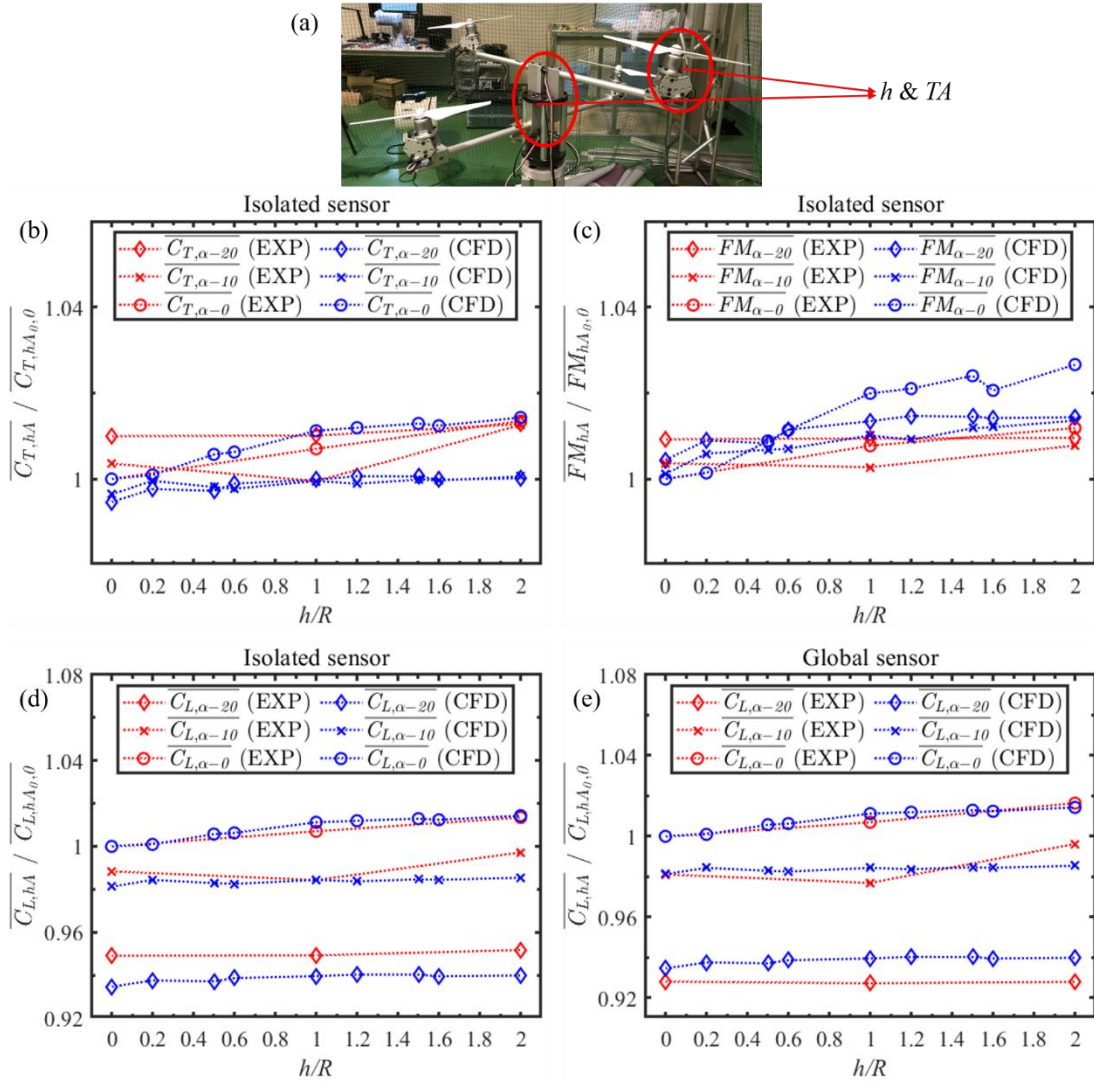 (a)
h & TA
Isolated sensor
(b)
C_{T,α-20} (EXP) C_{T,α-20} (CFD)
C_{T,α-10} (EXP) C_{T,α-10} (CFD)
C_{T,α-0} (EXP) C_{T,α-0} (CFD)
C_{T,hA} / C_{T,hA_0,0}
1.04
1
0 0.2 0.4 0.6 0.8 1 1.2 1.4 1.6 1.8 2
h/R
Isolated sensor
(c)
FM_{α-20} (EXP) FM_{α-20} (CFD)
FM_{α-10} (EXP) FM_{α-10} (CFD)
FM_{α-0} (EXP) FM_{α-0} (CFD)
FM_{hA} / FM_{hA_0,0}
1.04
1
0 0.2 0.4 0.6 0.8 1 1.2 1.4 1.6 1.8 2
h/R
Isolated sensor
(d)
C_{L,α-20} (EXP) C_{L,α-20} (CFD)
C_{L,α-10} (EXP) C_{L,α-10} (CFD)
C_{L,α-0} (EXP) C_{L,α-0} (CFD)
C_{L,hA} / C_{L,hA_0,0}
1.08
1.04
1
0.96
0.92
0 0.2 0.4 0.6 0.8 1 1.2 1.4 1.6 1.8 2
h/R
Global sensor
(e)
C_{L,α-20} (EXP) C_{L,α-20} (CFD)
C_{L,α-10} (EXP) C_{L,α-10} (CFD)
C_{L,α-0} (EXP) C_{L,α-0} (CFD)
C_{L,hA} / C_{L,hA_0,0}
1.08
1.04
1
0.96
0.92
0 0.2 0.4 0.6 0.8 1 1.2 1.4 1.6 1.8 2
h/R